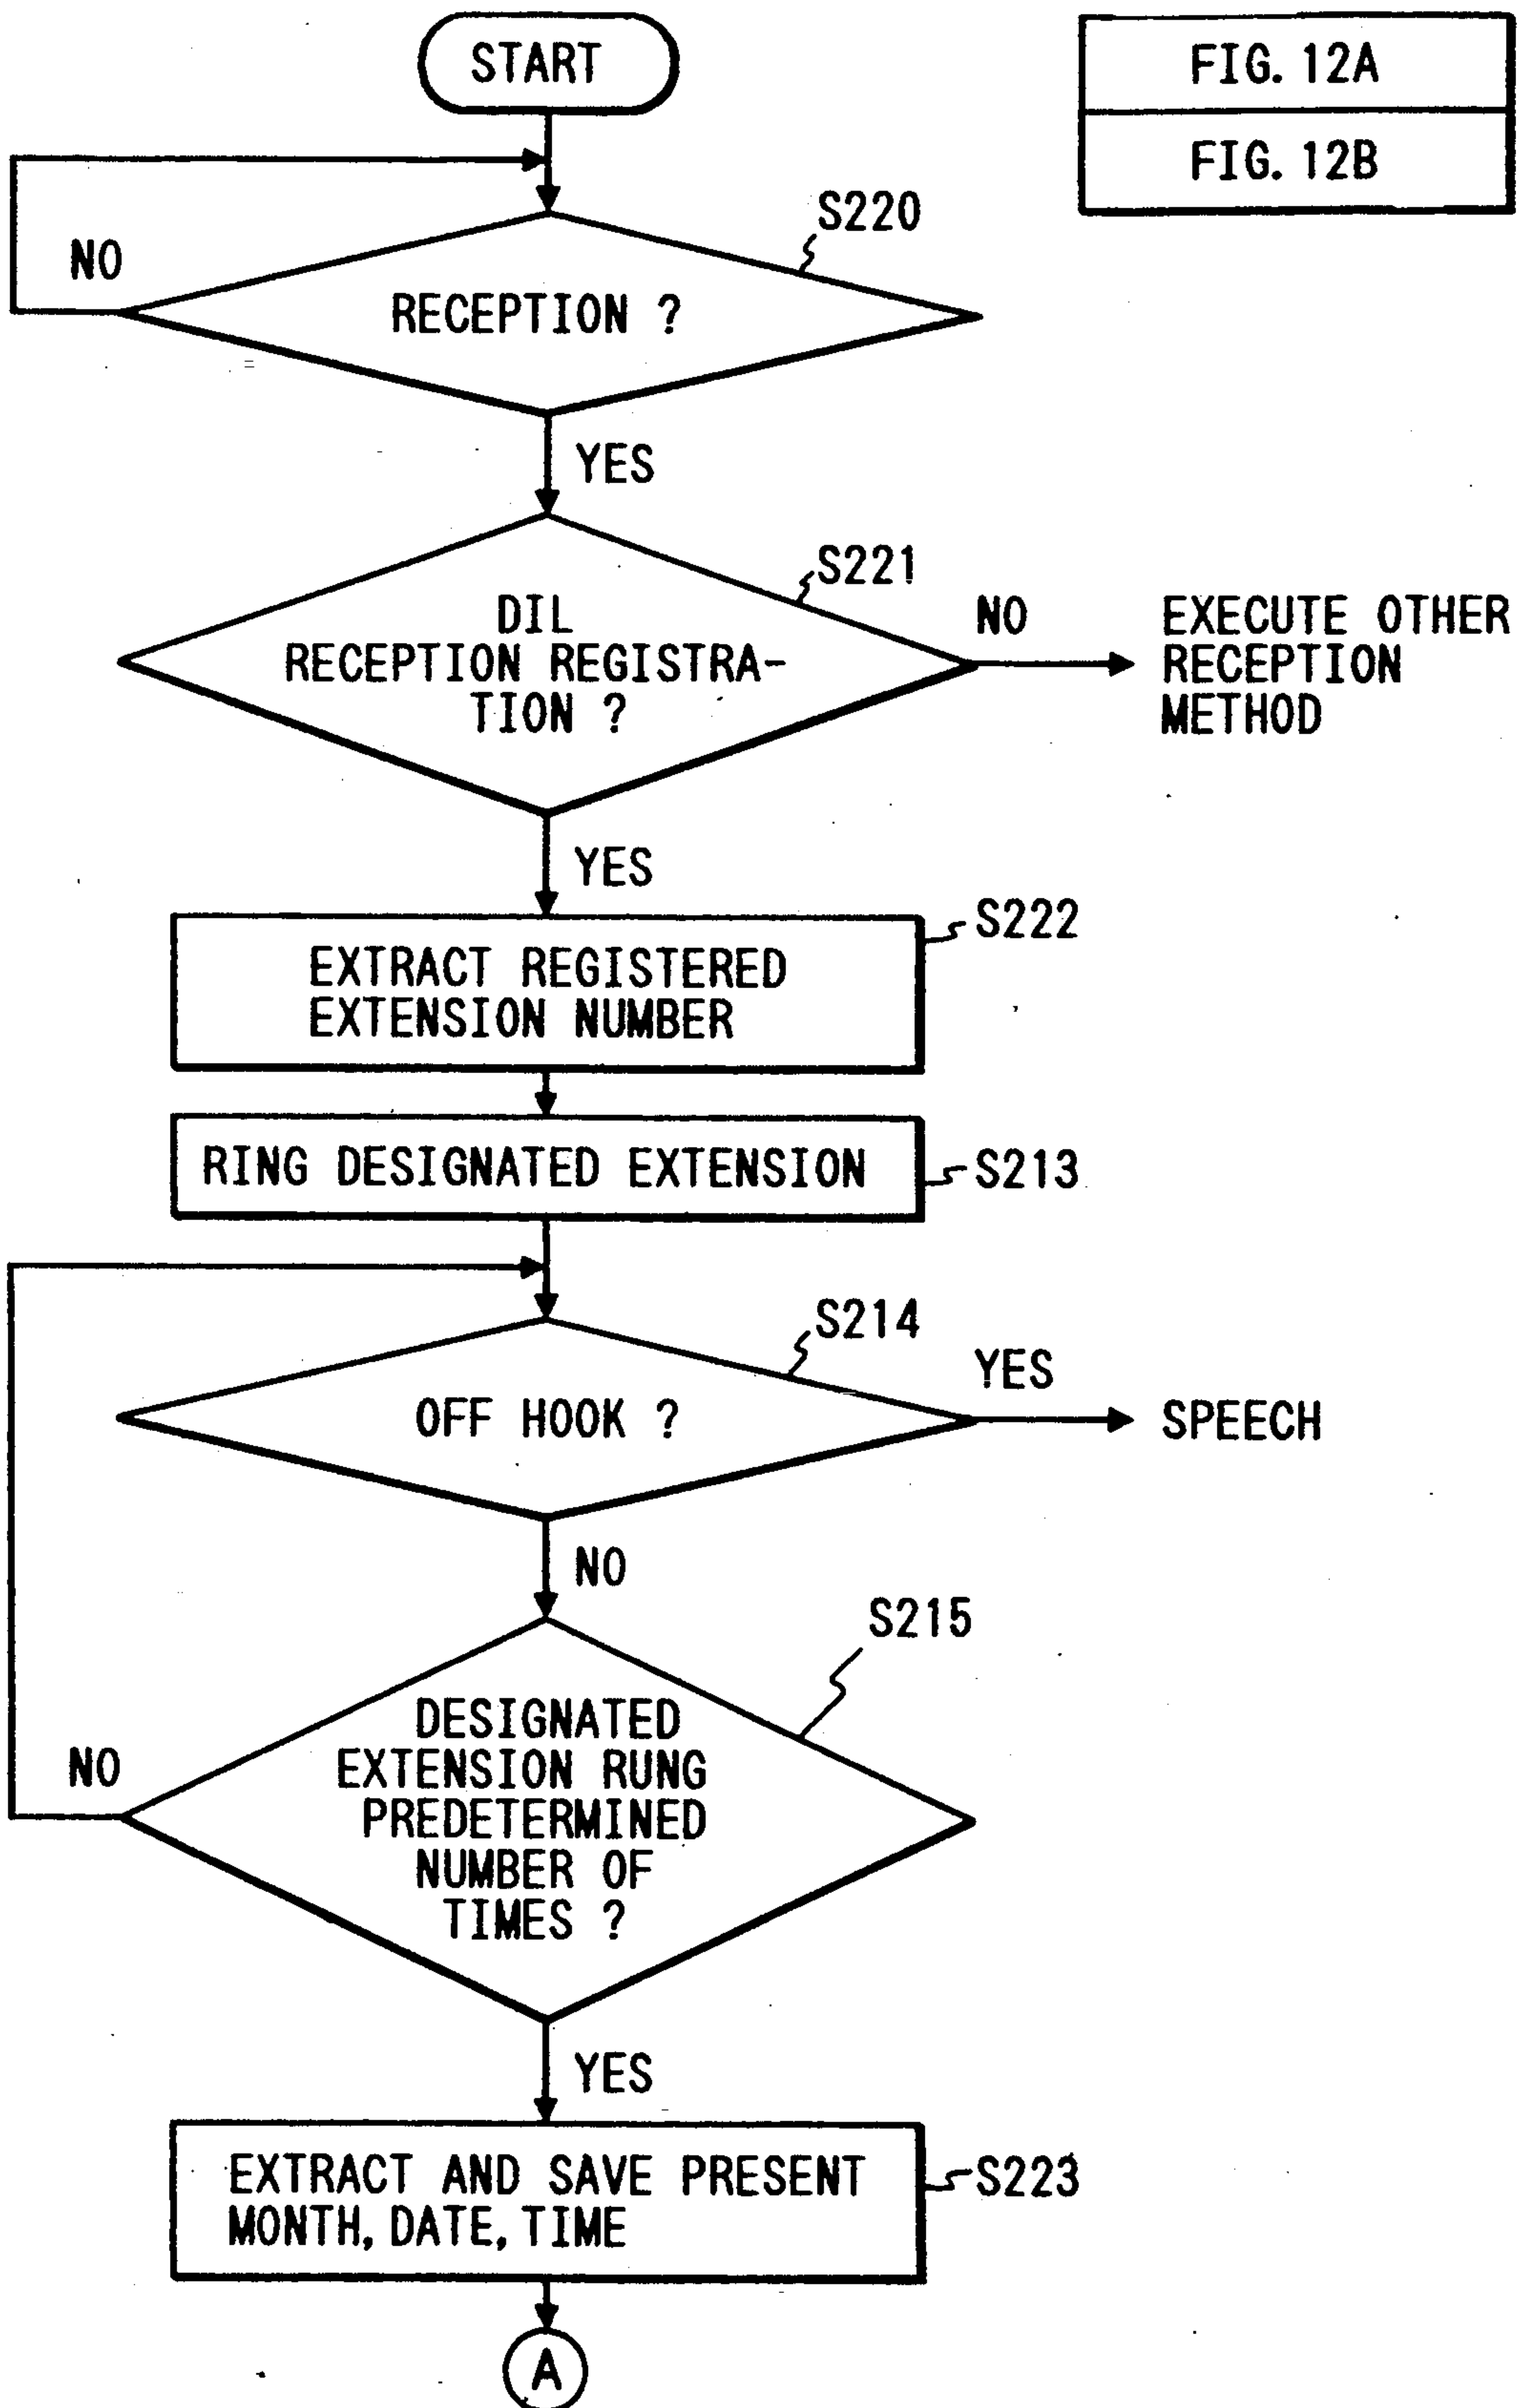 START
FIG. 12A
FIG. 12B
S220
NO
RECEPTION ?
YES
S221
DIL
RECEPTION REGISTRA-
TION ?
NO
EXECUTE OTHER
RECEPTION
METHOD
YES
S222
EXTRACT REGISTERED
EXTENSION NUMBER
RING DESIGNATED EXTENSION
S213
S214
OFF HOOK ?
YES
SPEECH
NO
S215
DESIGNATED
EXTENSION RUNG
PREDETERMINED
NUMBER OF
TIMES ?
NO
YES
EXTRACT AND SAVE PRESENT
MONTH, DATE, TIME
S223
A